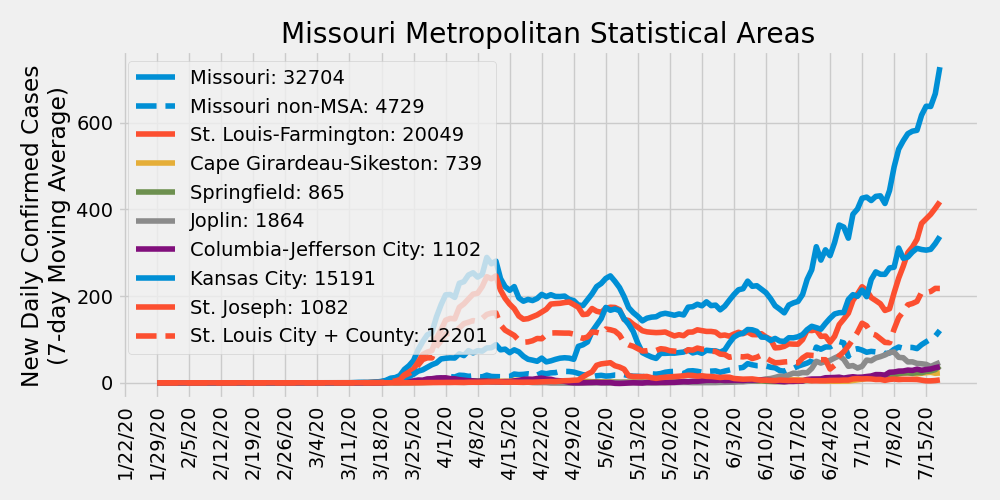 Missouri Metropolitan Statistical Areas
New Daily Confirmed Cases
(7-day Moving Average)
600
400
200
0
Missouri: 32704
Missouri non-MSA: 4729
St. Louis-Farmington: 20049
Cape Girardeau-Sikeston: 739
Springfield: 865
Joplin: 1864
Columbia-Jefferson City: 1102
Kansas City: 15191
St. Joseph: 1082
St. Louis City + County: 12201
1/22/20
1/29/20
2/5/20
2/12/20
2/19/20
2/26/20
3/4/20
3/11/20
3/18/20
3/25/20
4/1/20
4/8/20
4/15/20
4/22/20
4/29/20
5/6/20
5/13/20
5/20/20
5/27/20
6/3/20
6/10/20
6/17/20
6/24/20
7/1/20
7/8/20
7/15/20